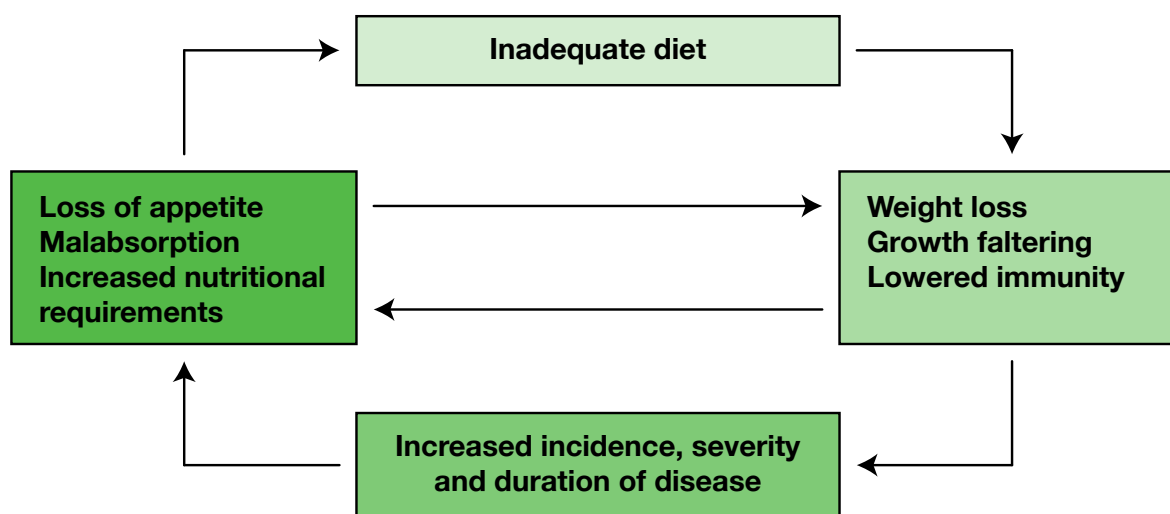 Inadequate diet
Loss of appetite
Malabsorption
Increased nutritional
requirements
Weight loss
Growth faltering
Lowered immunity
Increased incidence, severity
and duration of disease